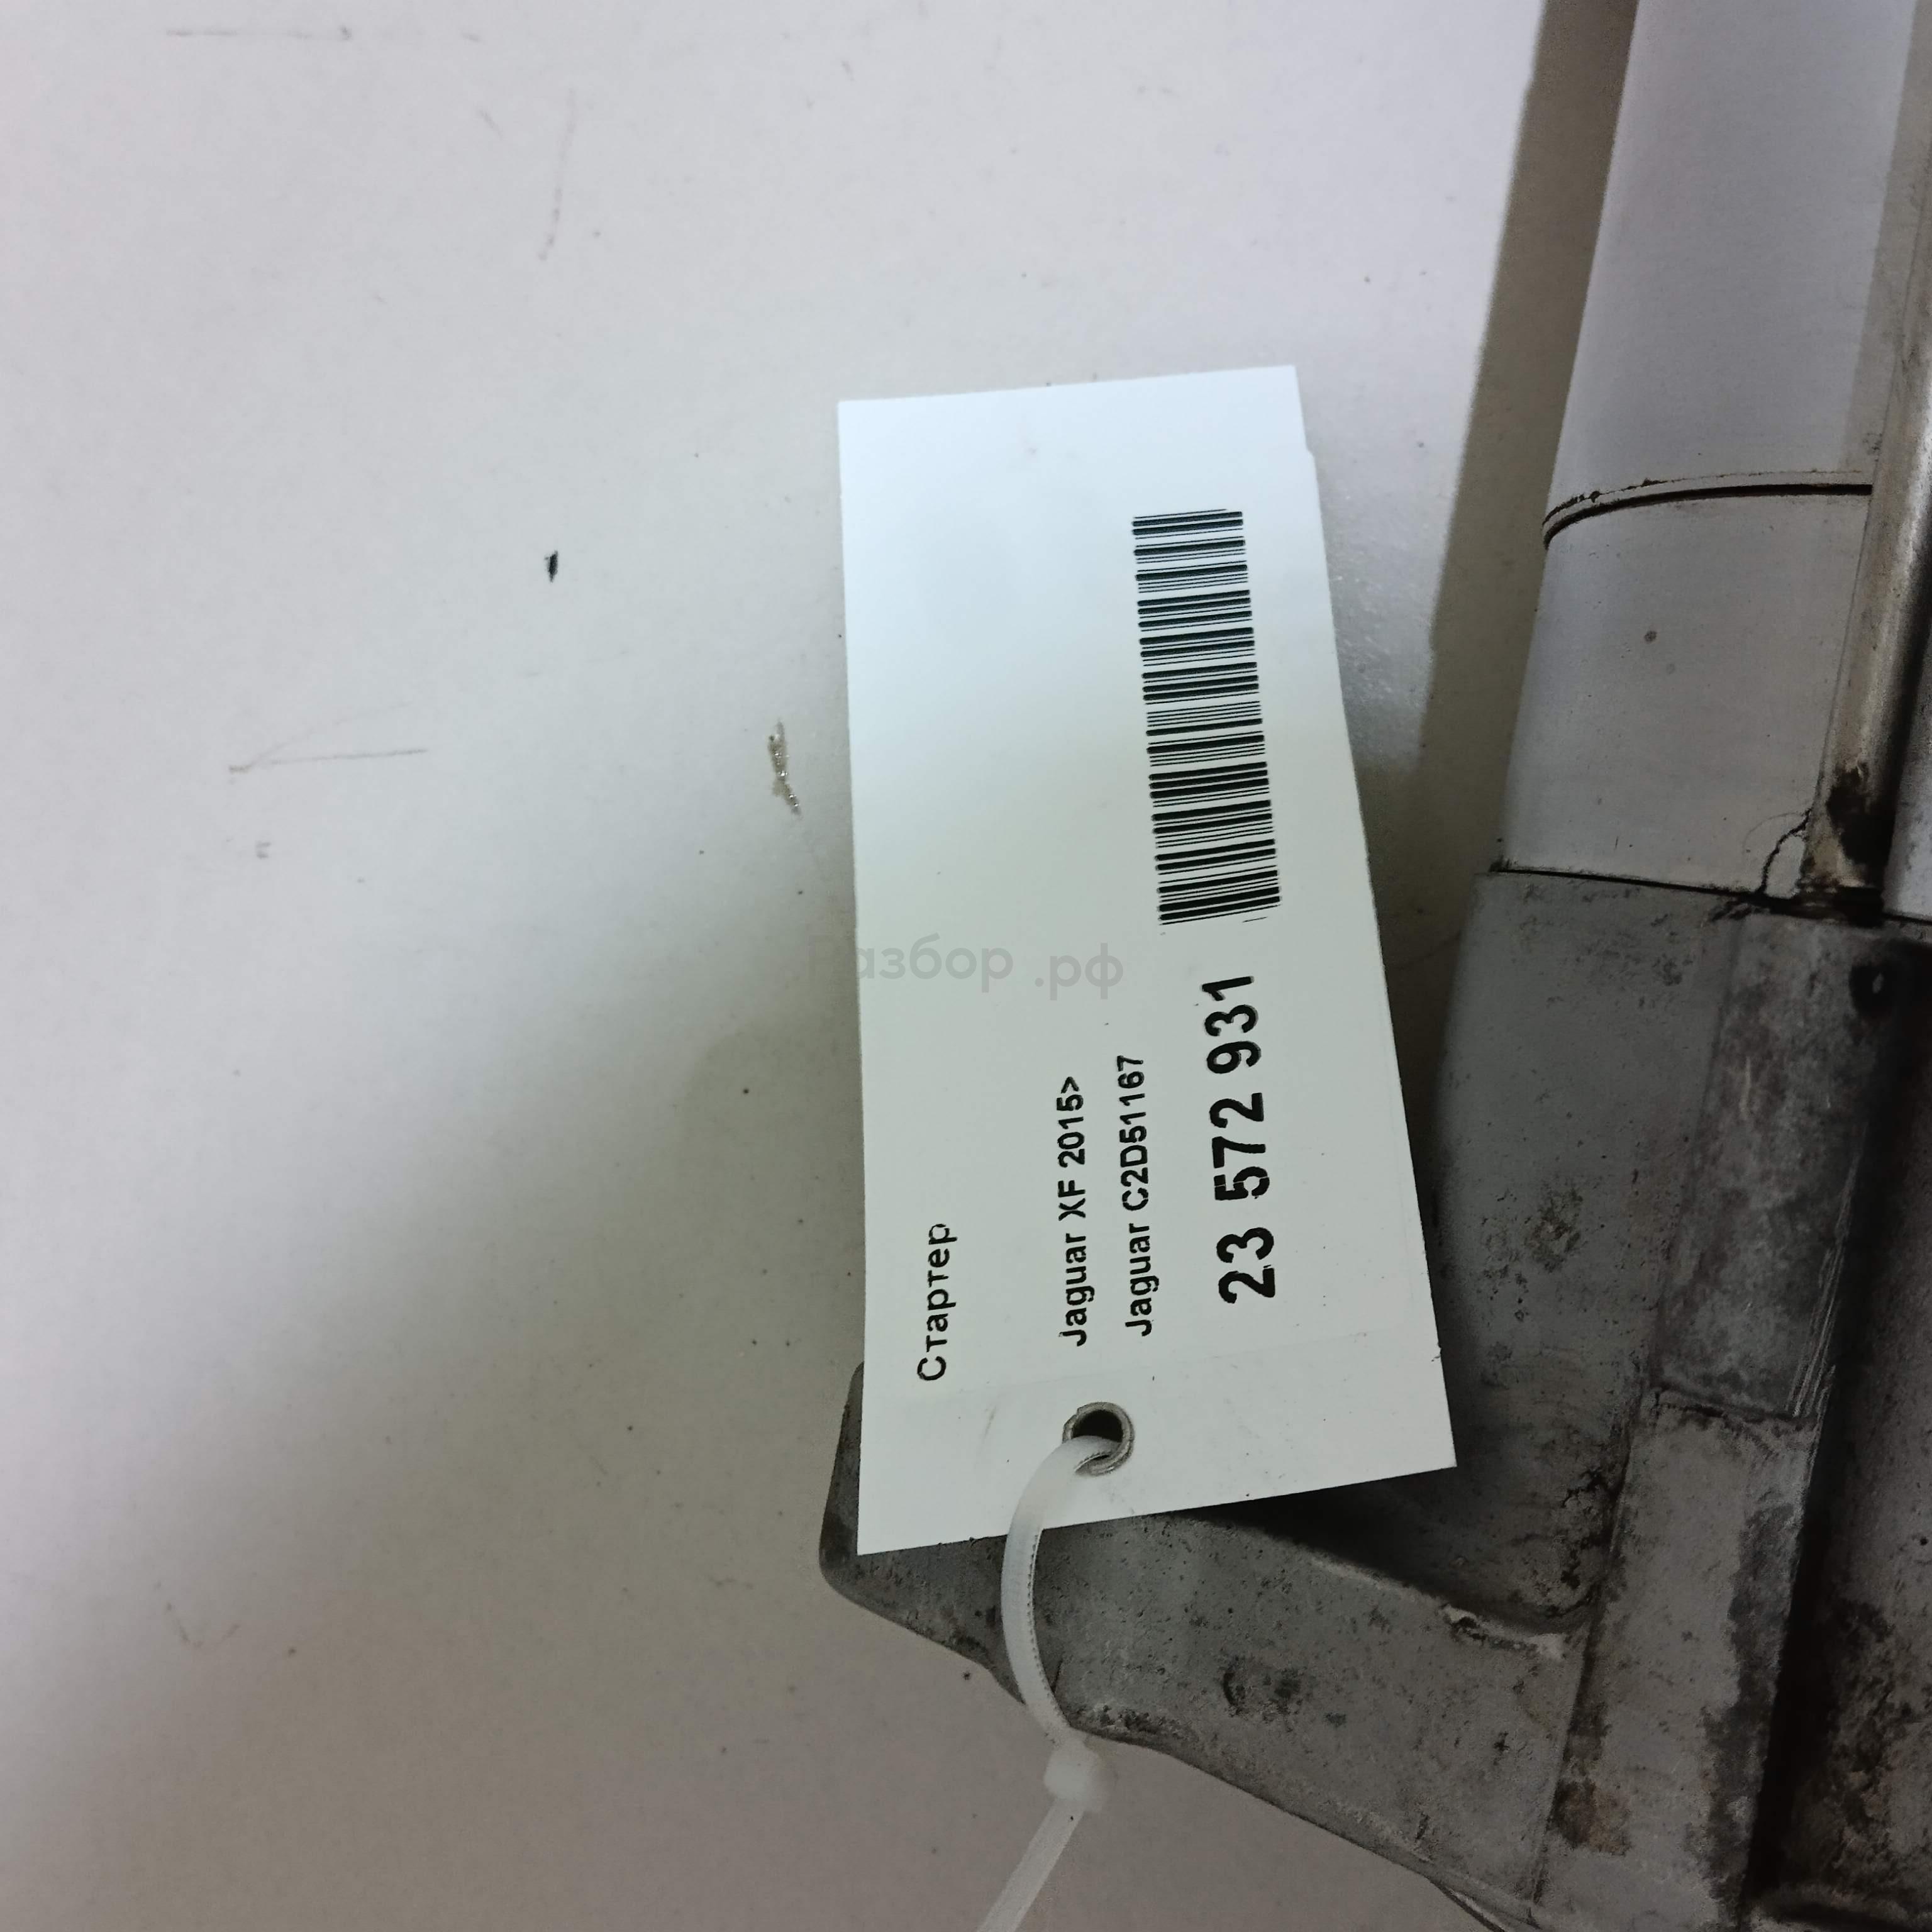 Стартер
Jaguar XF 2015>
Jaguar C2D51167
23 572 931
Разбор .рф